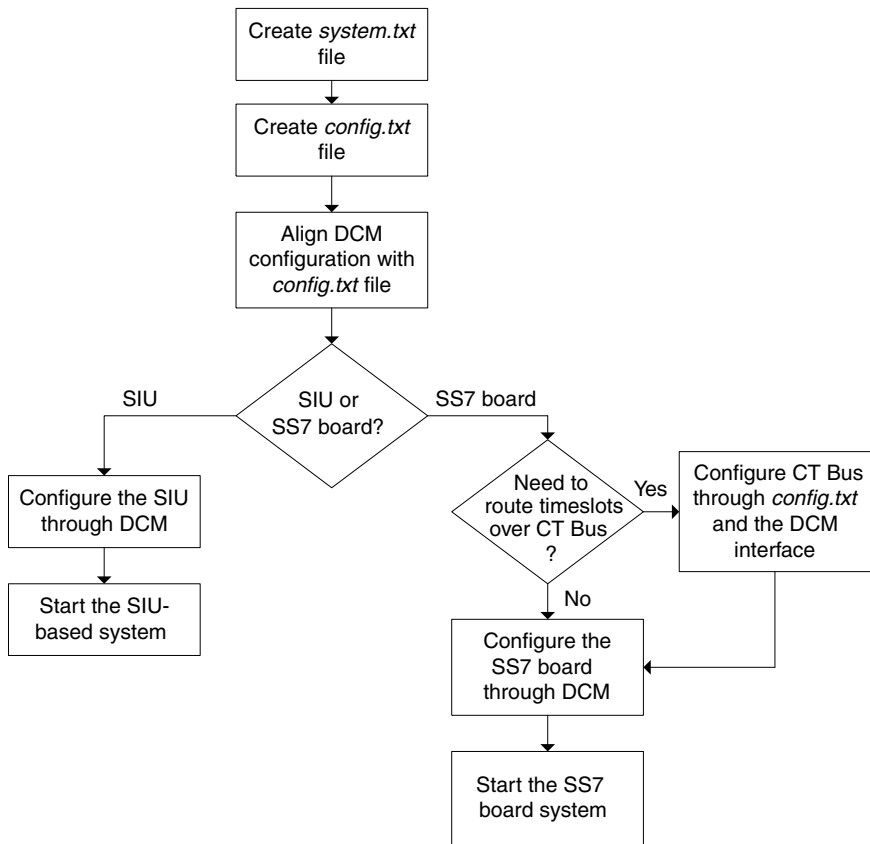 Create system.txt
file
Create config.txt
file
Align DCM
configuration with
config.txt file
SIU or
SS7 board?
SIU
SS7 board
Configure the SIU
through DCM
Start the SIU-
based system
Need to
route timeslots
over CT Bus
?
Yes
Configure CT Bus
through config.txt
and the DCM
interface
No
Configure the
SS7 board
through DCM
Start the SS7
board system